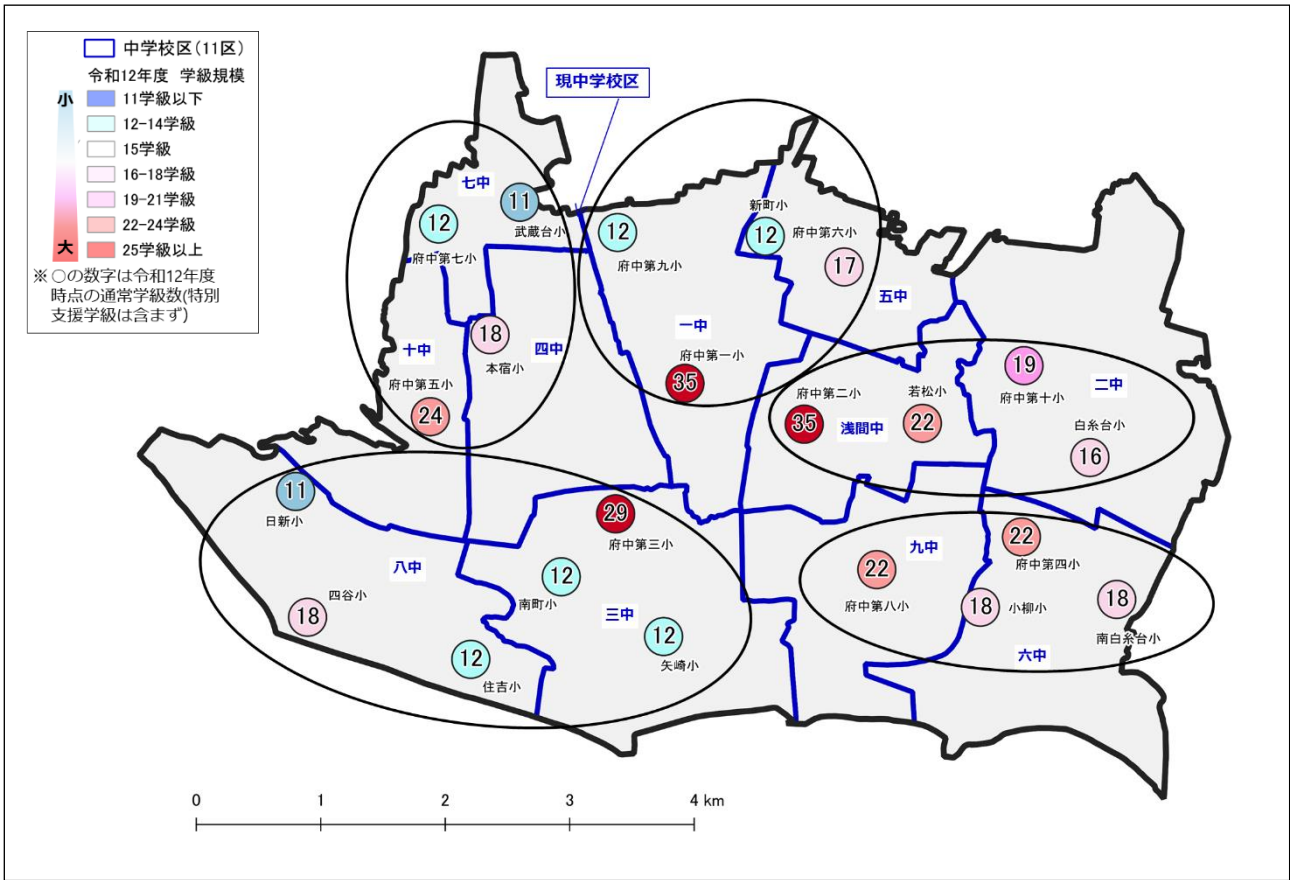 中学校区（11区）
令和12年度 学級規模
小
大
11学級以下
12-14学級
15学級
16-18学級
19-21学級
22-24学級
25学級以上
※○の数字は令和12年度
時点の通常学級数(特別
支援学級は含まず)
現中学校区
七中
11
武蔵台小
12
府中第七小
12
府中第九小
新町小
12
府中第六小
17
五中
一中
十中
18
本宿小
四中
府中第五小
24
府中第一小
35
19
府中第十小
二中
府中第二小
35
若松小
22
浅間中
白糸台小
16
11
日新小
29
府中第三小
八中
12
南町小
四谷小
18
三中
12
矢崎小
12
住吉小
九中
22
府中第四小
22
府中第八小
18
小柳小
18
南白糸台小
六中
0 1 2 3 4 km